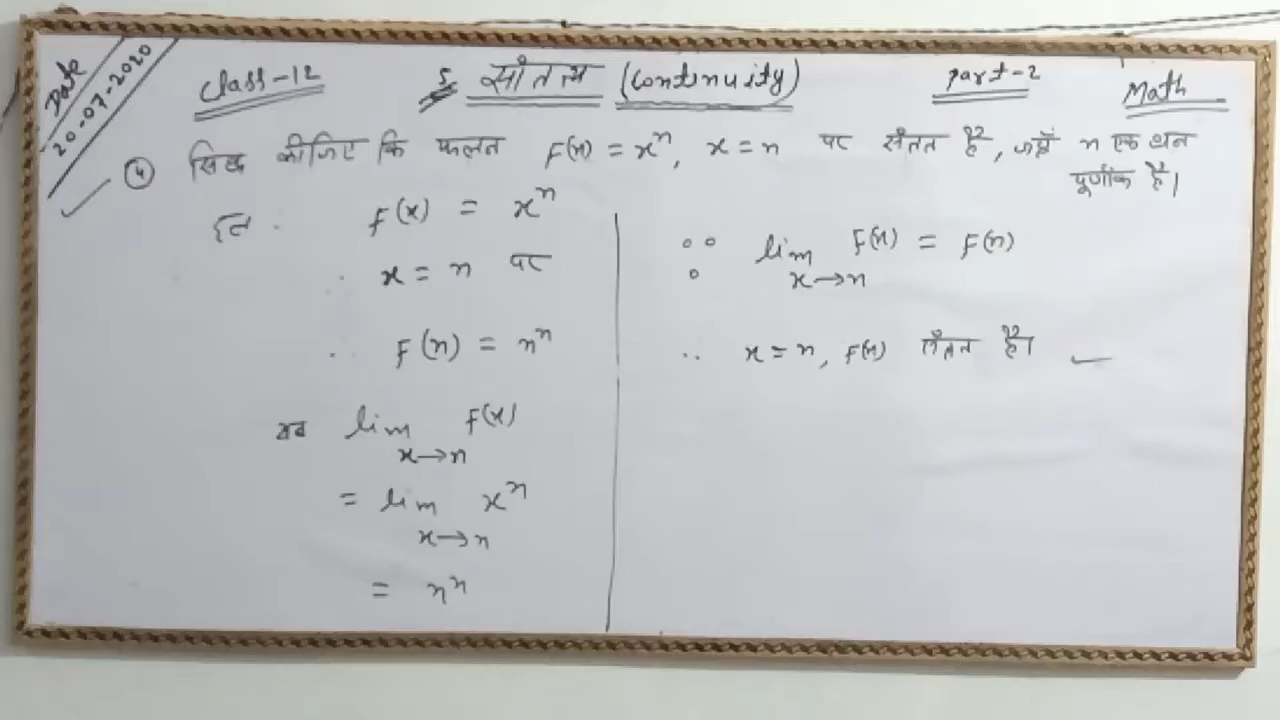 Date
20-07-2020
Class-12
5 सांतत्य (Continuity)
Part-2
Math
④ सिद्ध कीजिए कि फलन F(x) = xⁿ, x = n पर संतत है, जहाँ n एक धन
पूर्णांक है।
F(x) = xⁿ
x = n पर
F(n) = nⁿ
अब lim F(x)
x→n
= lim xⁿ
x→n
= nⁿ
∵ lim F(x) = F(n)
x→n
∴ x = n, F(x) संतत है।